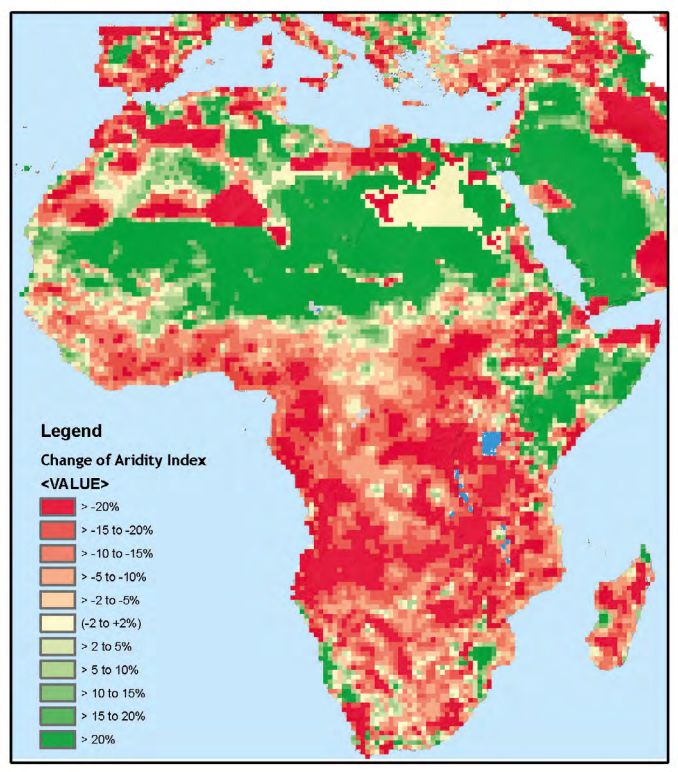 Legend
Change of Aridity Index
<VALUE>
> -20%
> -15 to -20%
> -10 to -15%
> -5 to -10%
> -2 to -5%
(-2 to +2%)
> 2 to 5%
> 5 to 10%
> 10 to 15%
> 15 to 20%
> 20%